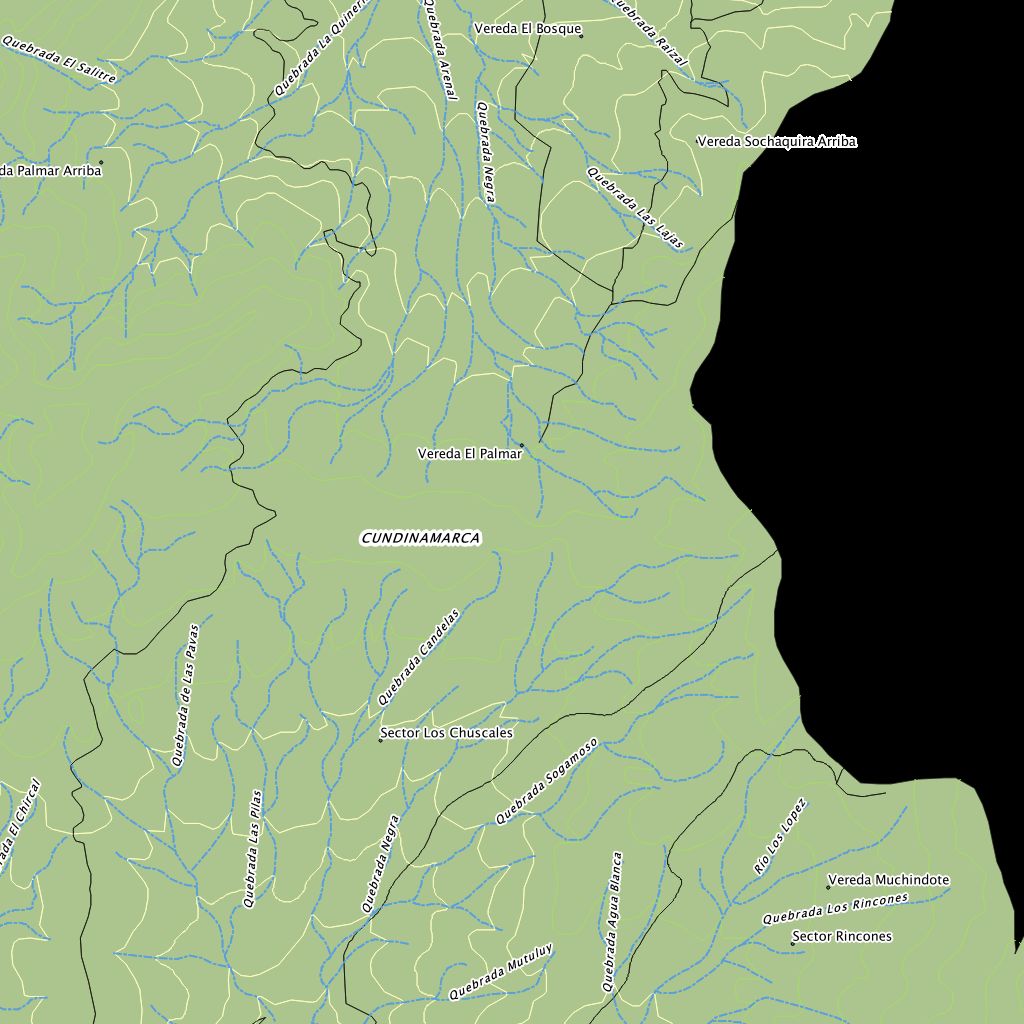 Quebrada La Quinera
Quebrada Arenal
Vereda El Bosque
Quebrada Raizal
Quebrada El Salitre
Quebrada Negra
Vereda Sochaquira Arriba
da Palmar Arriba
Quebrada Las Lajas
Vereda El Palmar
CUNDINAMARCA
Quebrada Candelas
Quebrada de Las Pavas
Sector Los Chuscales
Quebrada Sogamoso
rada El Chircal
Quebrada Las Pilas
Quebrada Negra
Río Los Lopez
Quebrada Agua Blanca
Vereda Muchindote
Quebrada Los Rincones
Sector Rincones
Quebrada Mutuluy